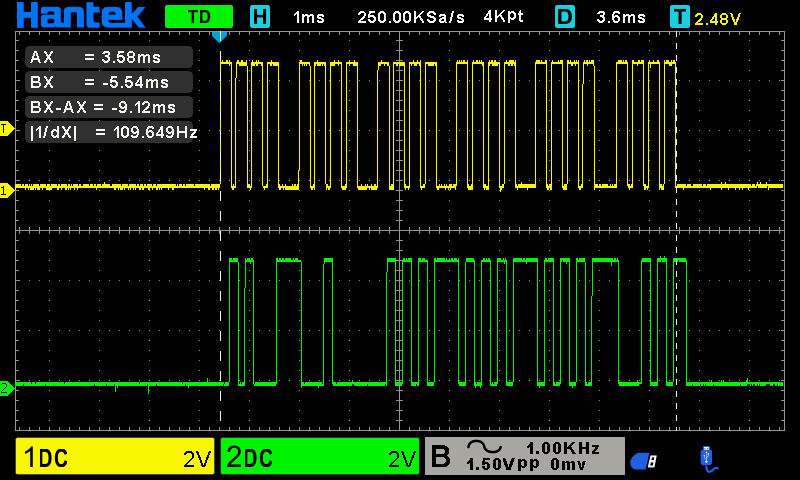 Hantek TD H 1ms 250.00KSa/s 4Kpt D 3.6ms T 2.48V
AX = 3.58ms
BX = -5.54ms
BX-AX = -9.12ms
|1/dX| = 109.649Hz
T
1
2
1DC 2V 2DC 2V B 1.00KHz
1.50Vpp 0mv
8